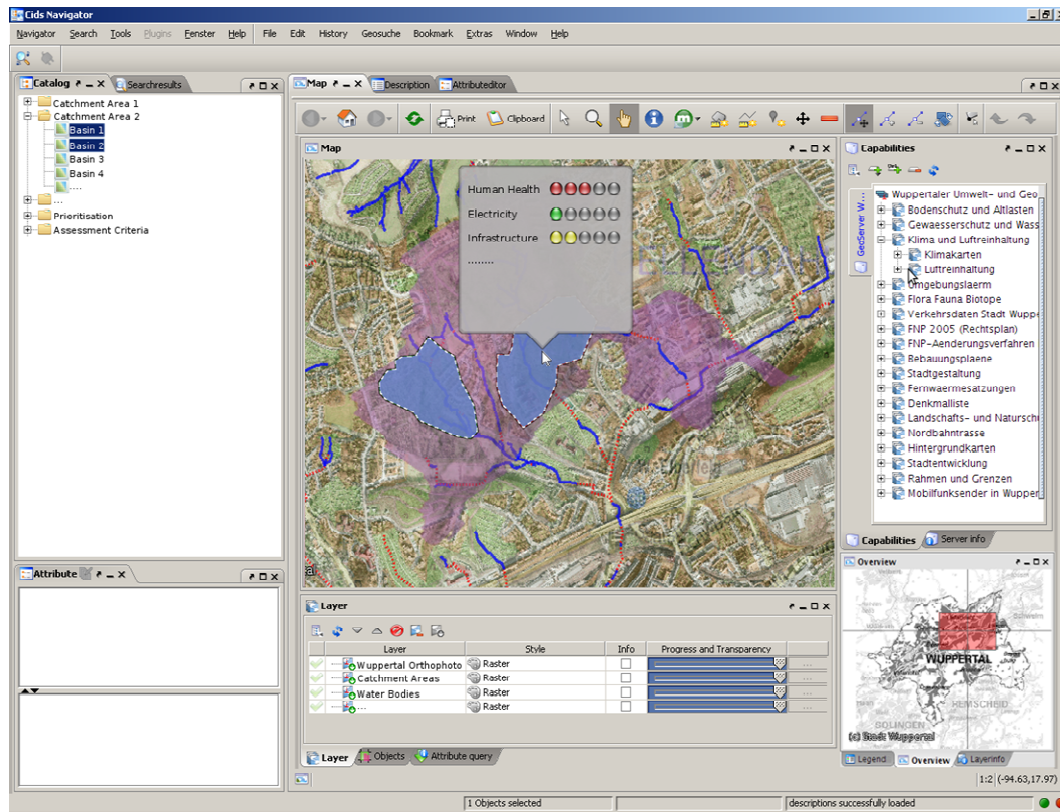 Cids Navigator
Navigator Search Tools Plugins Fenster Help File Edit History Geosuche Bookmark Extras Window Help
Catalog
Searchresults
Catchment Area 1
Catchment Area 2
Basin 1
Basin 2
Basin 3
Basin 4
....
...
Prioritisation
Assessment Criteria
Attribute
Map
Description
Attributeditor
Print
Clipboard
Map
Human Health
Electricity
Infrastructure
........
Layer
Layer Style Info Progress and Transparency
Wuppertal Orthophoto Raster ...
Catchment Areas Raster ...
Water Bodies Raster ...
... Raster ...
Layer
Objects
Attribute query
Capabilities
GeoServer W...
Wuppertaler Umwelt- und Geo
Bodenschutz und Altlasten
Gewaesserschutz und Wass
Klima und Luftreinhaltung
Klimakarten
Luftreinhaltung
Umgebungslaerm
Flora Fauna Biotope
Verkehrsdaten Stadt Wuppe
FNP 2005 (Rechtsplan)
FNP-Aenderungsverfahren
Bebauungsplaene
Stadtgestaltung
Fernwaermesatzungen
Denkmalliste
Landschafts- und Naturschu
Nordbahntrasse
Hintergrundkarten
Stadtentwicklung
Rahmen und Grenzen
Mobilfunksender in Wupper
Capabilities
Server info
Overview
WUPPERTAL
REMSCHEID
SOLINGEN
(c) Stadt Wuppertal
Legend
Overview
Layerinfo
1:2 (-94.63,17.97)
1 Objects selected
descriptions successfully loaded